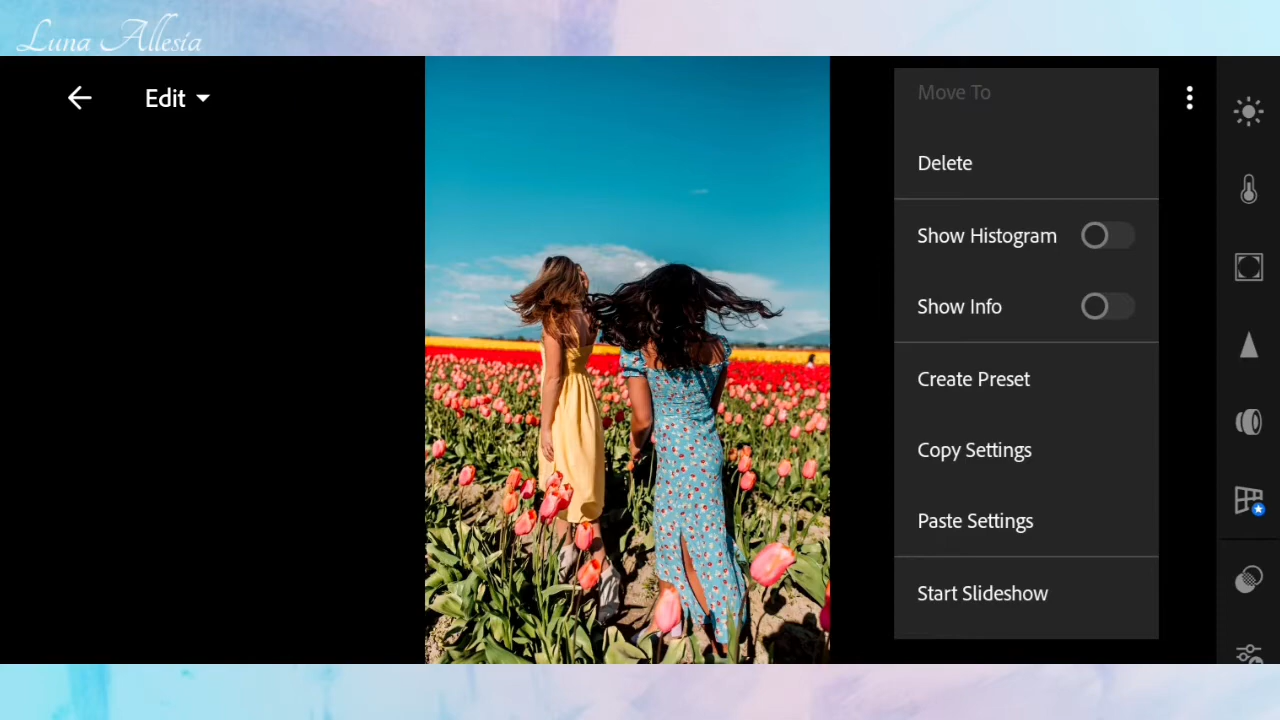 Luna Allesia
Edit
Move To
Delete
Show Histogram
Show Info
Create Preset
Copy Settings
Paste Settings
Start Slideshow